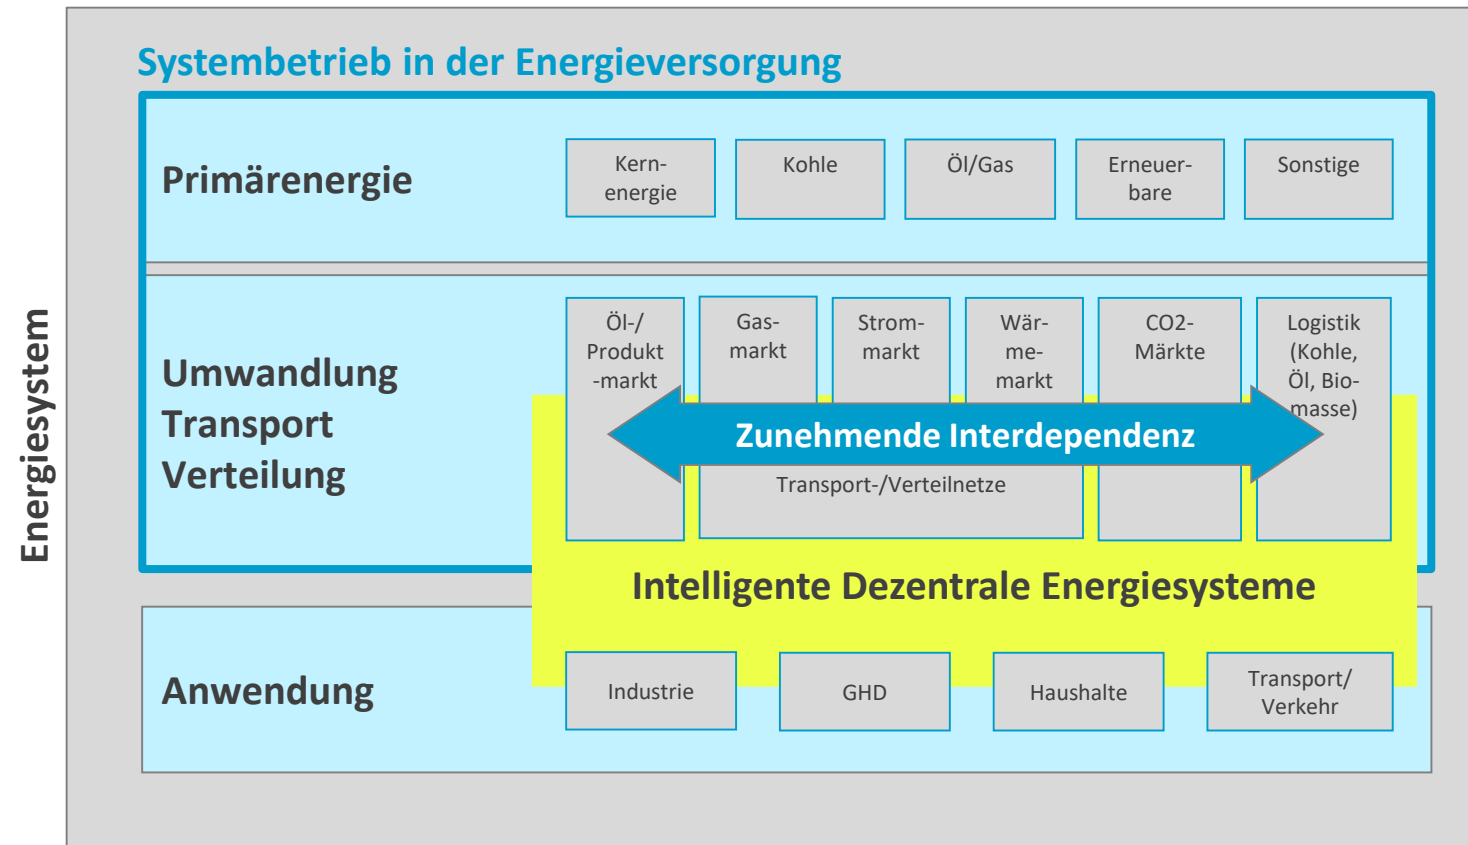 Energiesystem
Systembetrieb in der Energieversorgung
Primärenergie
Kern-
energie
Kohle
Öl/Gas
Erneuer-
bare
Sonstige
Umwandlung
Transport
Verteilung
Öl-/
Produkt
-markt
Gas-
markt
Strom-
markt
Wär-
me-
markt
CO2-
Märkte
Logistik
(Kohle,
Öl, Bio-
masse)
Zunehmende Interdependenz
Transport-/Verteilnetze
Intelligente Dezentrale Energiesysteme
Anwendung
Industrie
GHD
Haushalte
Transport/
Verkehr